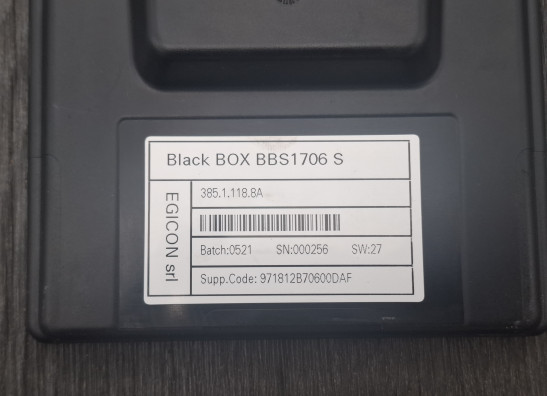 Black BOX BBS1706 S
EGICON srl
385.1.118.8A
Batch:0521 SN:000256 SW:27
Supp.Code: 971812B70600DAF